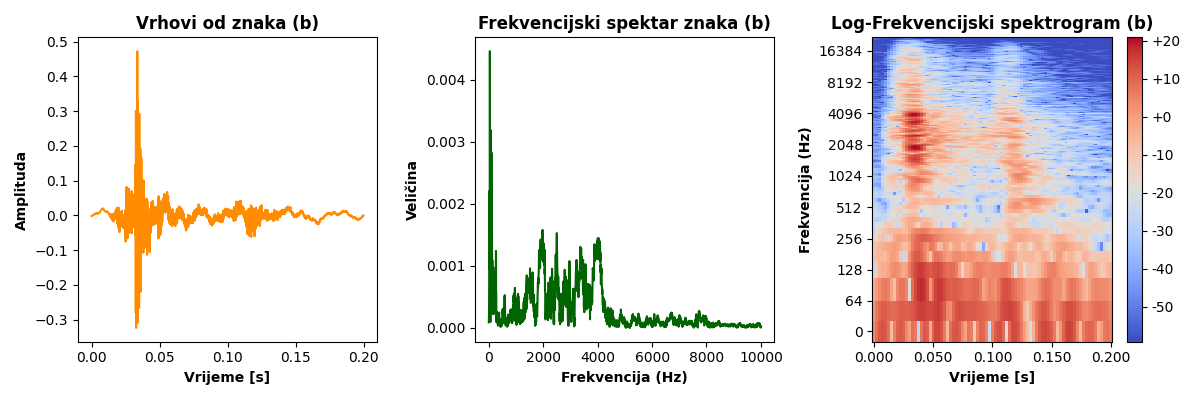 Vrhovi od znaka (b)
0.5
0.4
0.3
0.2
0.1
0.0
−0.1
−0.2
−0.3
Amplituda
0.00 0.05 0.10 0.15 0.20
Vrijeme [s]
Frekvencijski spektar znaka (b)
0.004
0.003
0.002
0.001
0.000
Veličina
0 2000 4000 6000 8000 10000
Frekvencija (Hz)
Log-Frekvencijski spektrogram (b)
16384
8192
4096
2048
1024
512
256
128
64
0
Frekvencija (Hz)
0.000 0.050 0.100 0.150 0.200
Vrijeme [s]
+20
+10
+0
-10
-20
-30
-40
-50